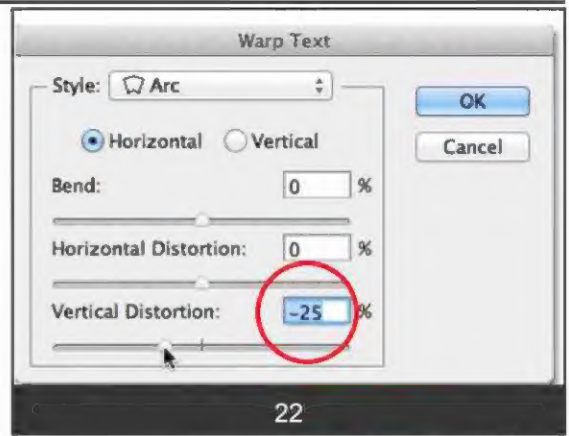 Warp Text
Style: Arc
OK
Horizontal Vertical
Cancel
Bend: 0 %
Horizontal Distortion: 0 %
Vertical Distortion: -25 %
22